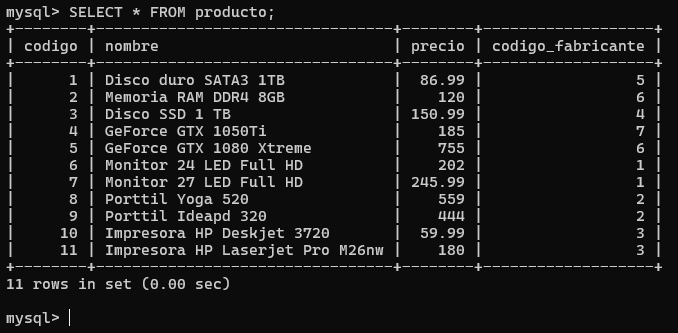 mysql> SELECT * FROM producto;
+--------+---------------------------------+--------+-------------------+
| codigo | nombre                          | precio | codigo_fabricante |
+--------+---------------------------------+--------+-------------------+
|      1 | Disco duro SATA3 1TB            |  86.99 |                 5 |
|      2 | Memoria RAM DDR4 8GB            |    120 |                 6 |
|      3 | Disco SSD 1 TB                  | 150.99 |                 4 |
|      4 | GeForce GTX 1050Ti              |    185 |                 7 |
|      5 | GeForce GTX 1080 Xtreme         |    755 |                 6 |
|      6 | Monitor 24 LED Full HD          |    202 |                 1 |
|      7 | Monitor 27 LED Full HD          | 245.99 |                 1 |
|      8 | Porttil Yoga 520                |    559 |                 2 |
|      9 | Porttil Ideapd 320              |    444 |                 2 |
|     10 | Impresora HP Deskjet 3720       |  59.99 |                 3 |
|     11 | Impresora HP Laserjet Pro M26nw |    180 |                 3 |
+--------+---------------------------------+--------+-------------------+
11 rows in set (0.00 sec)
mysql>